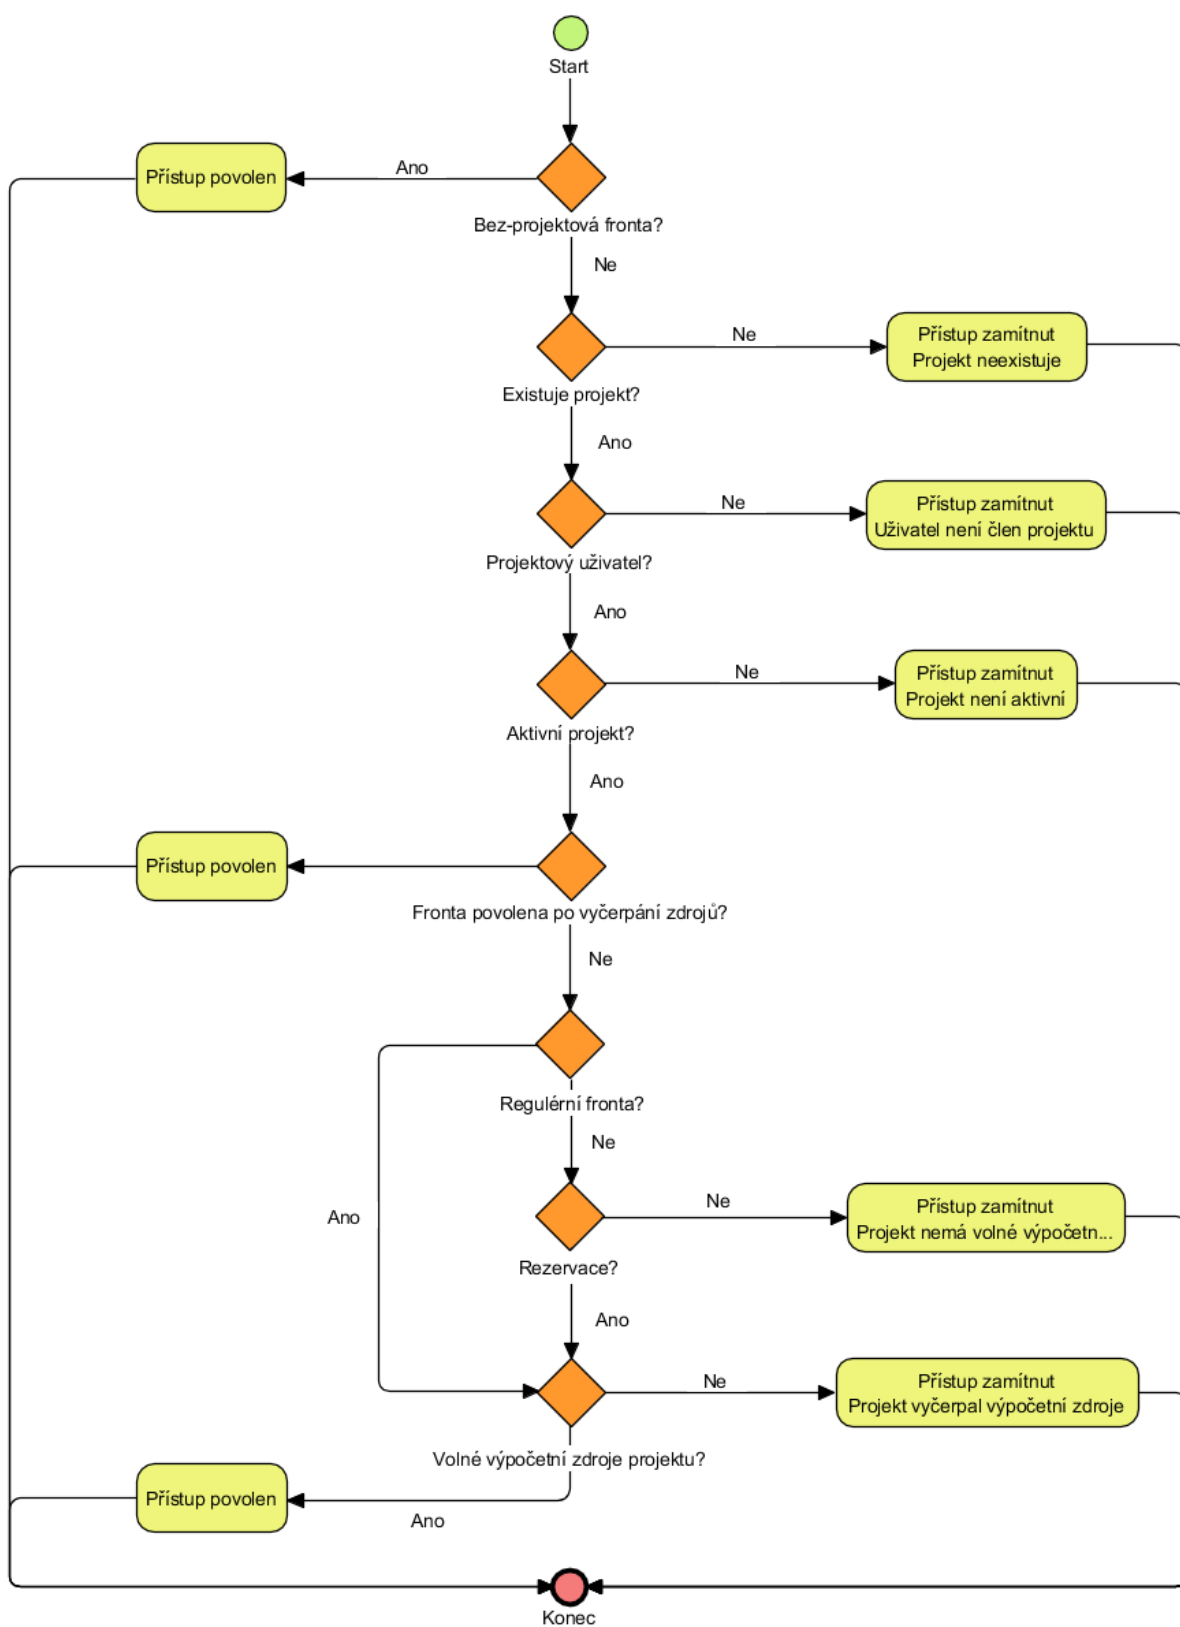 Start
Ano
Přístup povolen
Bez-projektová fronta?
Ne
Ne
Přístup zamítnut
Projekt neexistuje
Existuje projekt?
Ano
Ne
Přístup zamítnut
Uživatel není člen projektu
Projektový uživatel?
Ano
Ne
Přístup zamítnut
Projekt není aktivní
Aktivní projekt?
Ano
Přístup povolen
Fronta povolena po vyčerpání zdrojů?
Ne
Regulérní fronta?
Ne
Ano
Ne
Přístup zamítnut
Projekt nemá volné výpočetn...
Rezervace?
Ano
Ne
Přístup zamítnut
Projekt vyčerpal výpočetní zdroje
Volné výpočetní zdroje projektu?
Přístup povolen
Ano
Konec